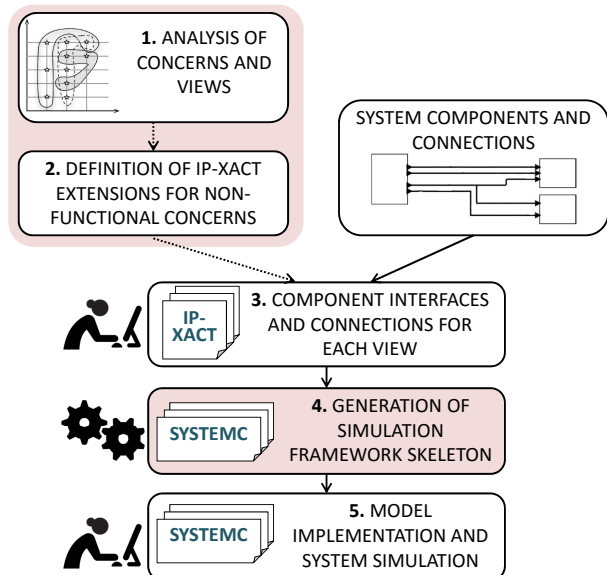 1. ANALYSIS OF
CONCERNS AND
VIEWS
2. DEFINITION OF IP-XACT
EXTENSIONS FOR NON-
FUNCTIONAL CONCERNS
SYSTEM COMPONENTS AND
CONNECTIONS
IP-
XACT
3. COMPONENT INTERFACES
AND CONNECTIONS FOR
EACH VIEW
SYSTEMC
4. GENERATION OF
SIMULATION
FRAMEWORK SKELETON
SYSTEMC
5. MODEL
IMPLEMENTATION AND
SYSTEM SIMULATION